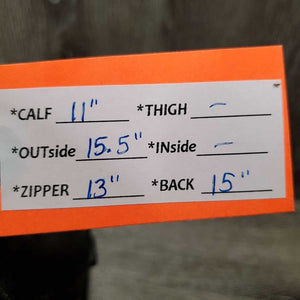 *CALF 11" *THIGH -
*OUTside 15.5" *INside -
*ZIPPER 13" *BACK 15"